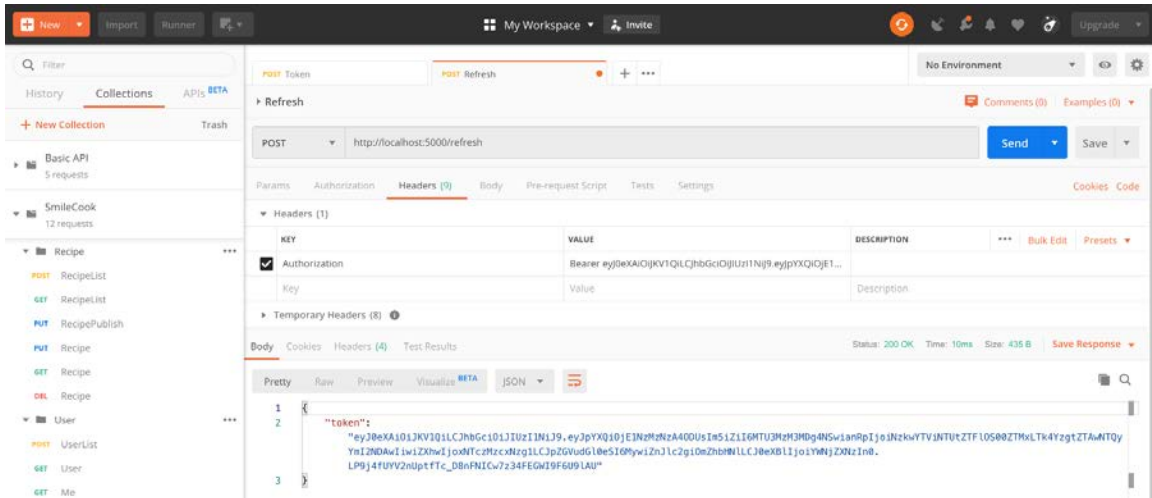 New Import Runner My Workspace Invite Upgrade
Filter
History Collections APIs BETA
+ New Collection Trash
Basic API
5 requests
SmileCook
12 requests
Recipe
POST RecipeList
GET RecipeList
PUT RecipePublish
PUT Recipe
GET Recipe
DEL Recipe
User
POST UserList
GET User
GET Me
POST Token POST Refresh + ••• No Environment
Refresh Comments (0) Examples (0)
POST http://localhost:5000/refresh Send Save
Params Authorization Headers (9) Body Pre-request Script Tests Settings Cookies Code
Headers (1)
KEY VALUE DESCRIPTION ••• Bulk Edit Presets
Authorization Bearer eyJ0eXAiOiJKV1QiLCJhbGciOiJIUzI1NiJ9.eyJpYXQiOjE1...
Key Value Description
Temporary Headers (8)
Body Cookies Headers (4) Test Results Status: 200 OK Time: 10ms Size: 435 B Save Response
Pretty Raw Preview Visualize BETA JSON
1 {
2 "token":
3 }